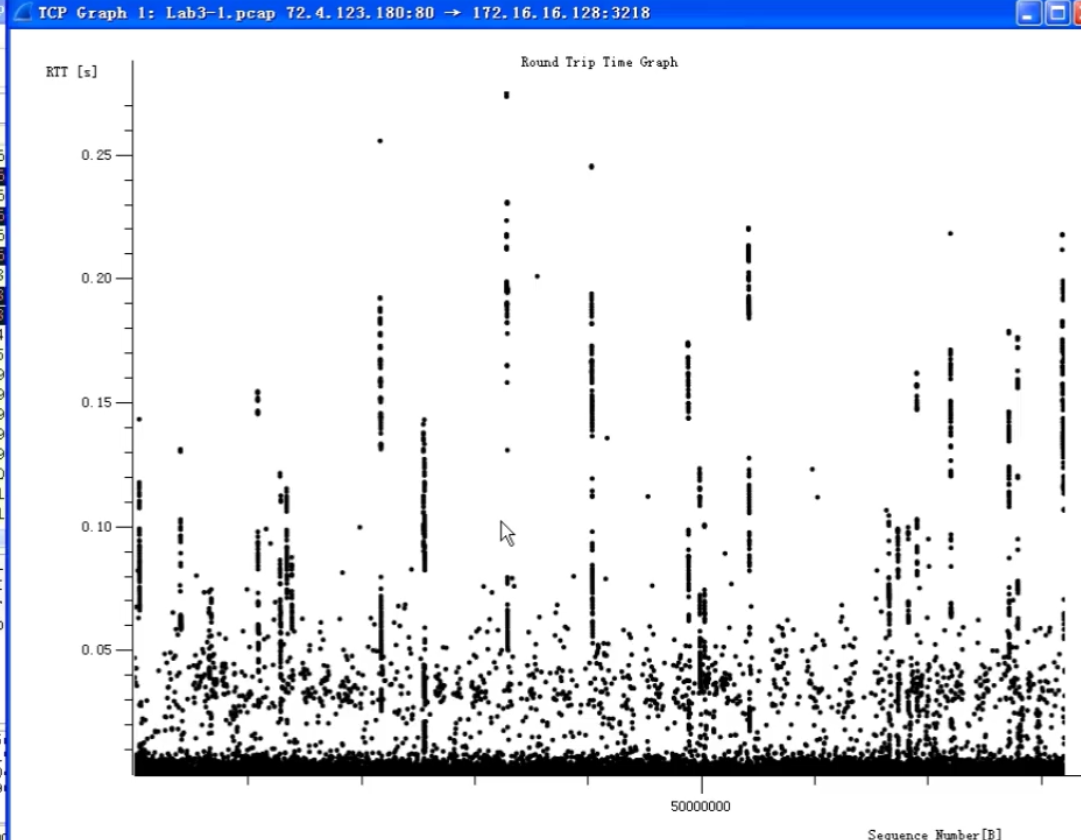 TCP Graph 1: Lab3-1.pcap 72.4.123.180:80 → 172.16.16.128:3218
Round Trip Time Graph
RTT [s]
0.25
0.20
0.15
0.10
0.05
50000000
Sequence Number[B]